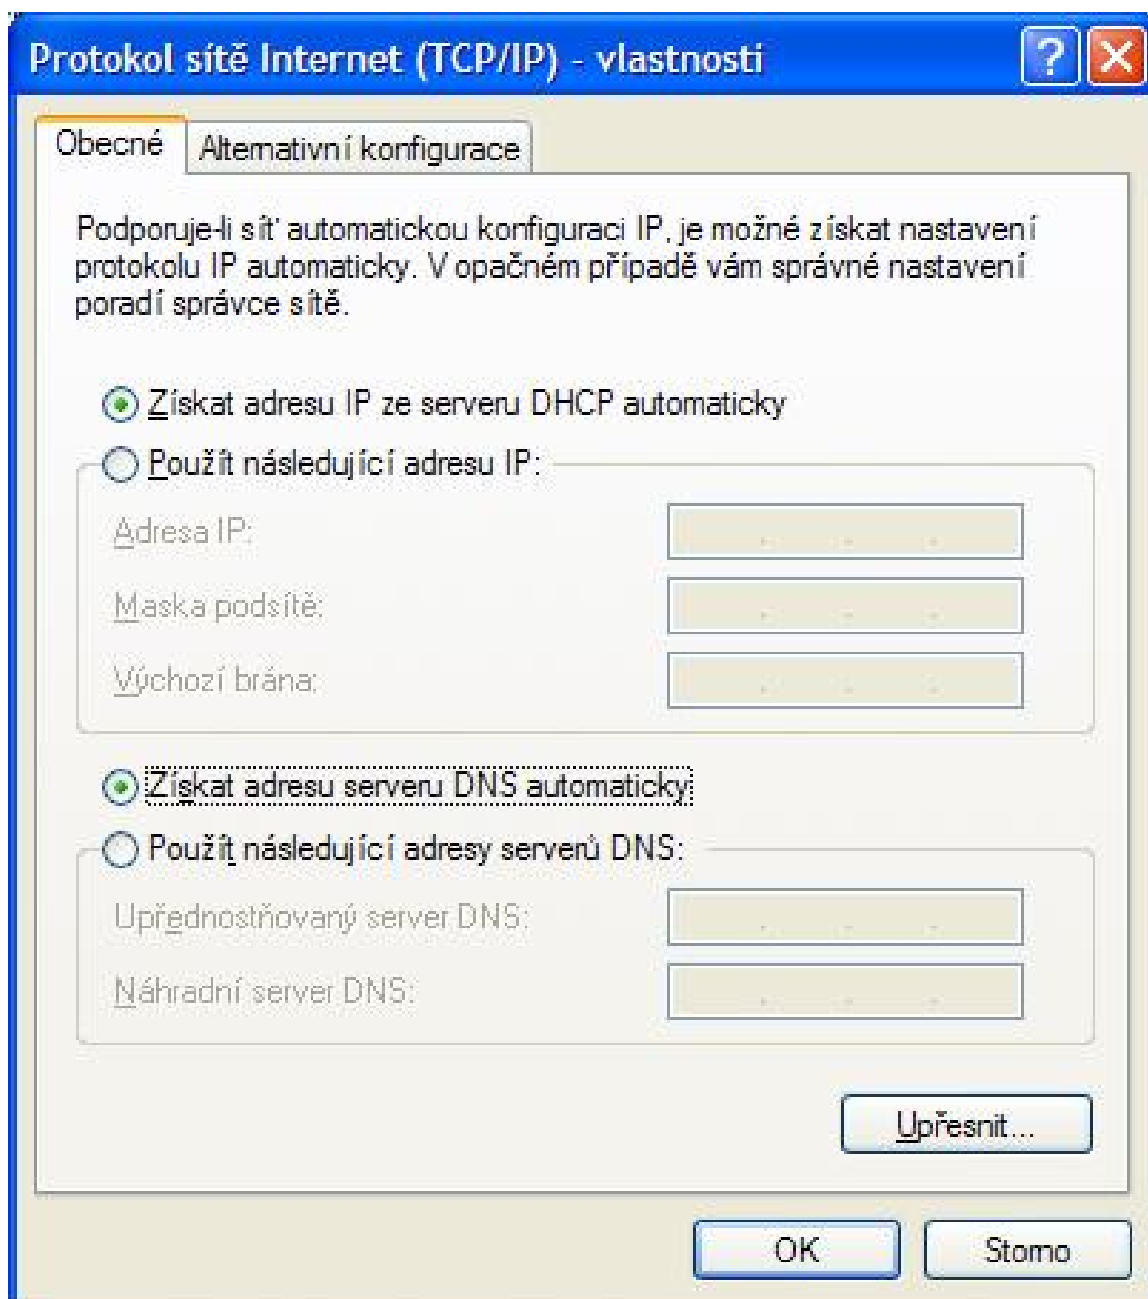 Protokol sítě Internet (TCP/IP) - vlastnosti
Obecné
Alternativní konfigurace
Podporuje-li síť automatickou konfiguraci IP, je možné získat nastavení
protokolu IP automaticky. V opačném případě vám správné nastavení
poradí správce sítě.
Získat adresu IP ze serveru DHCP automaticky
Použít následující adresu IP:
Adresa IP:
Maska podsítě:
Výchozí brána:
Získat adresu serveru DNS automaticky
Použít následující adresy serverů DNS:
Upřednostňovaný server DNS:
Náhradní server DNS:
Upřesnit...
OK
Storno